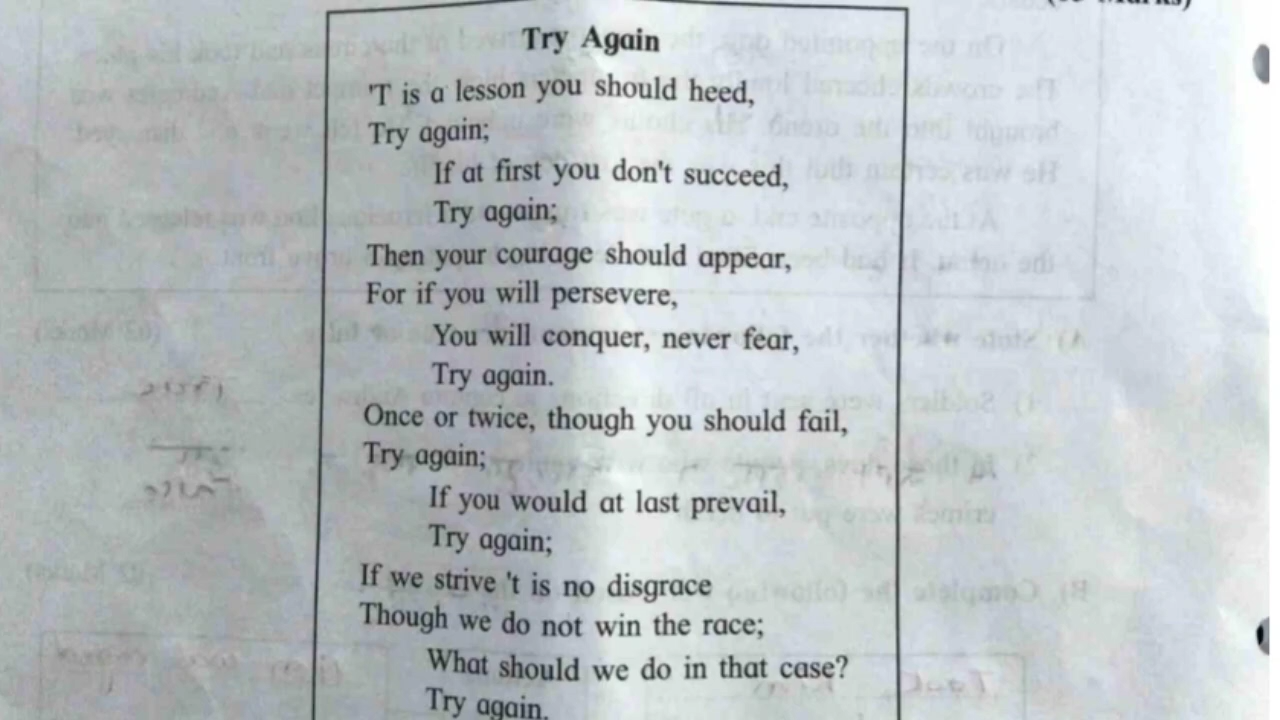 Try Again
'T is a lesson you should heed,
Try again;
If at first you don't succeed,
Try again;
Then your courage should appear,
For if you will persevere,
You will conquer, never fear,
Try again.
Once or twice, though you should fail,
Try again;
If you would at last prevail,
Try again;
If we strive 't is no disgrace
Though we do not win the race;
What should we do in that case?
Try again.